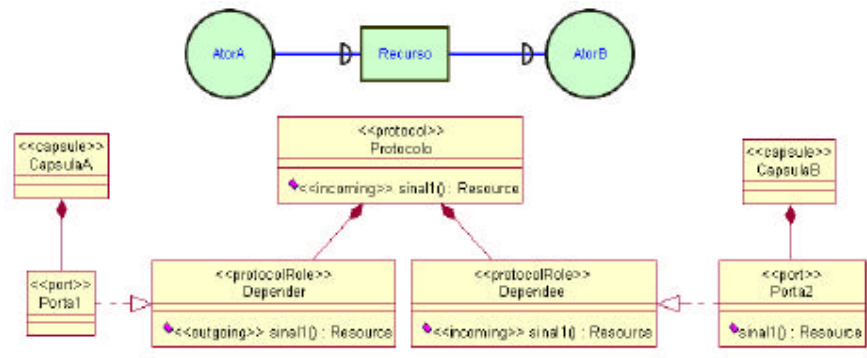 AtorA
Recurso
AtorB
<<capsule>>
CapsulaA
<<protocol>>
Protocolo
<<incoming>> sinal1() : Resource
<<capsule>>
CapsulaB
<<port>>
Porta1
<<protocolRole>>
Depender
<<outgoing>> sinal1() : Resource
<<protocolRole>>
Dependee
<<incoming>> sinal1() : Resource
<<port>>
Porta2
sinal1() : Resource